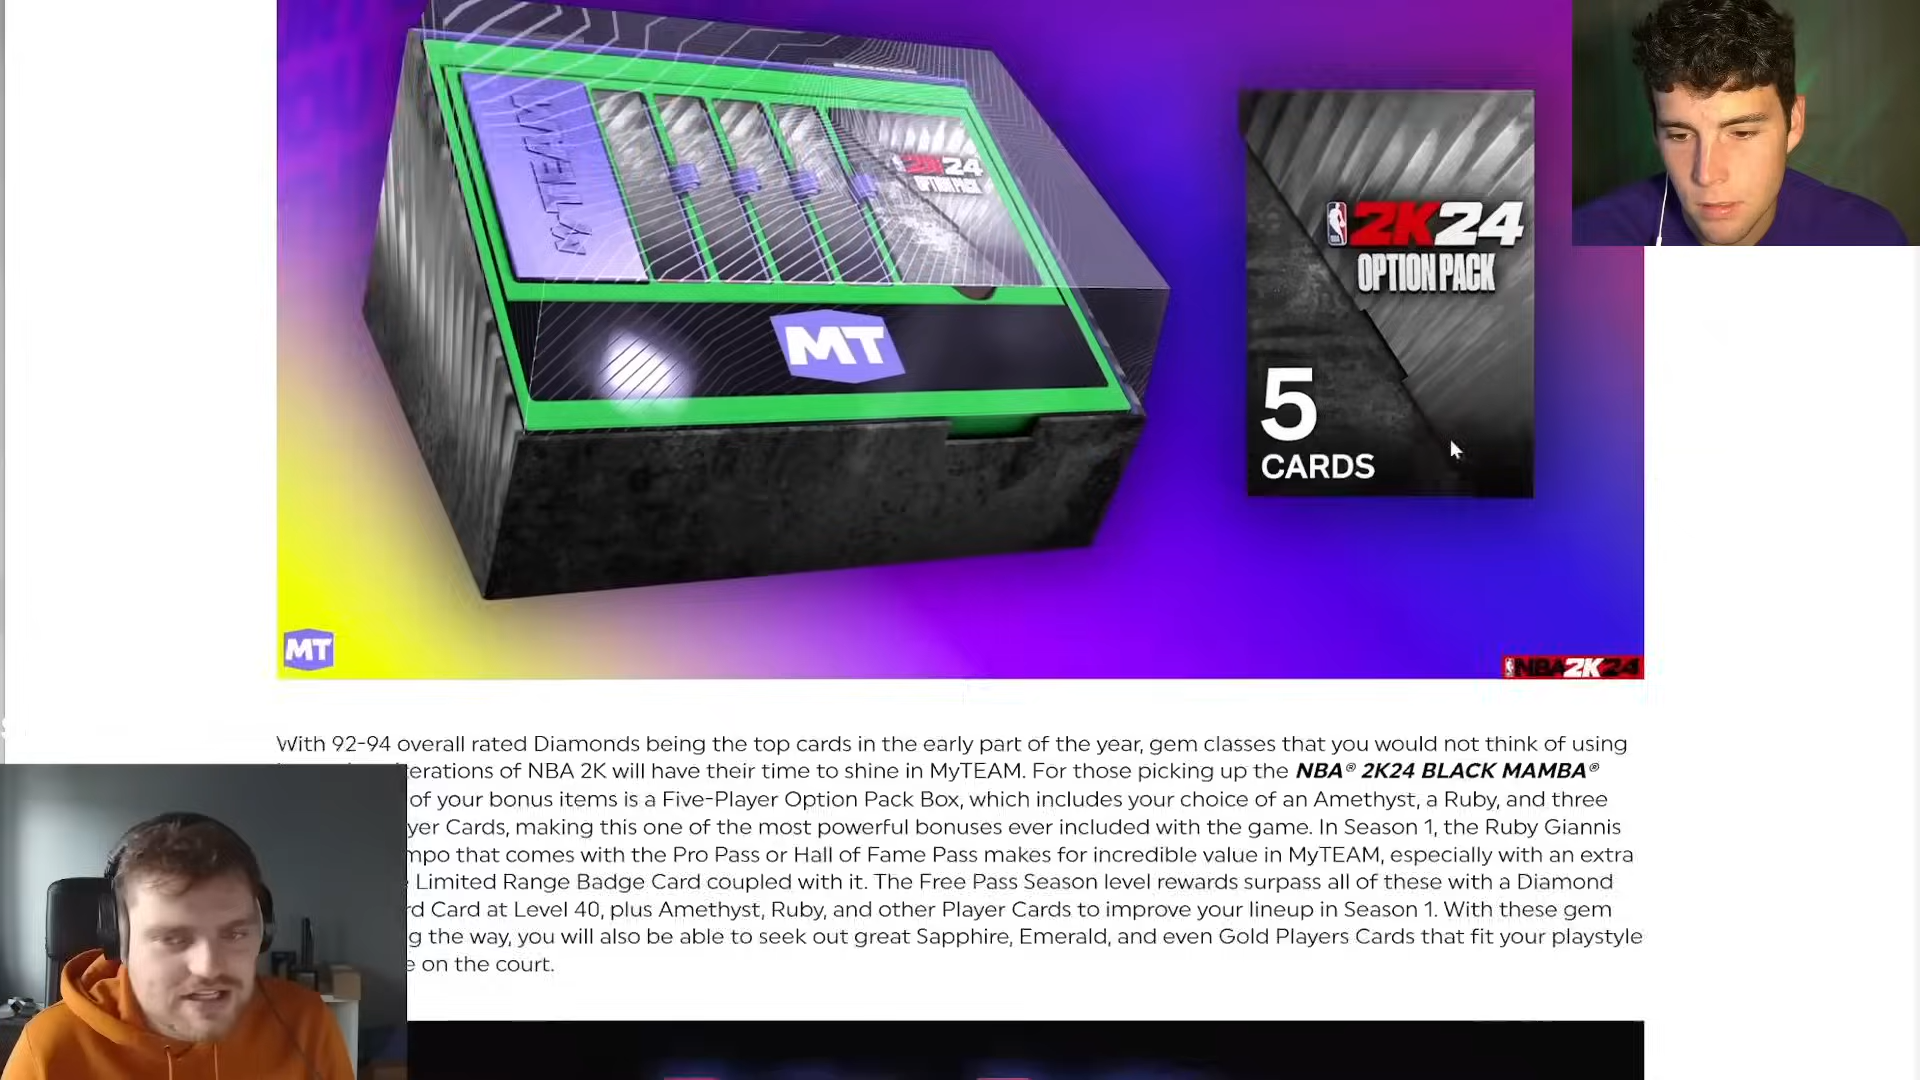 MYTEAM
2K24
OPTION PACK
MT
2K24
OPTION PACK
5
CARDS
MT
NBA 2K24
With 92-94 overall rated Diamonds being the top cards in the early part of the year, gem classes that you would not think of using
terations of NBA 2K will have their time to shine in MyTEAM. For those picking up the NBA® 2K24 BLACK MAMBA®
of your bonus items is a Five-Player Option Pack Box, which includes your choice of an Amethyst, a Ruby, and three
yer Cards, making this one of the most powerful bonuses ever included with the game. In Season 1, the Ruby Giannis
mpo that comes with the Pro Pass or Hall of Fame Pass makes for incredible value in MyTEAM, especially with an extra
Limited Range Badge Card coupled with it. The Free Pass Season level rewards surpass all of these with a Diamond
rd Card at Level 40, plus Amethyst, Ruby, and other Player Cards to improve your lineup in Season 1. With these gem
g the way, you will also be able to seek out great Sapphire, Emerald, and even Gold Players Cards that fit your playstyle
e on the court.